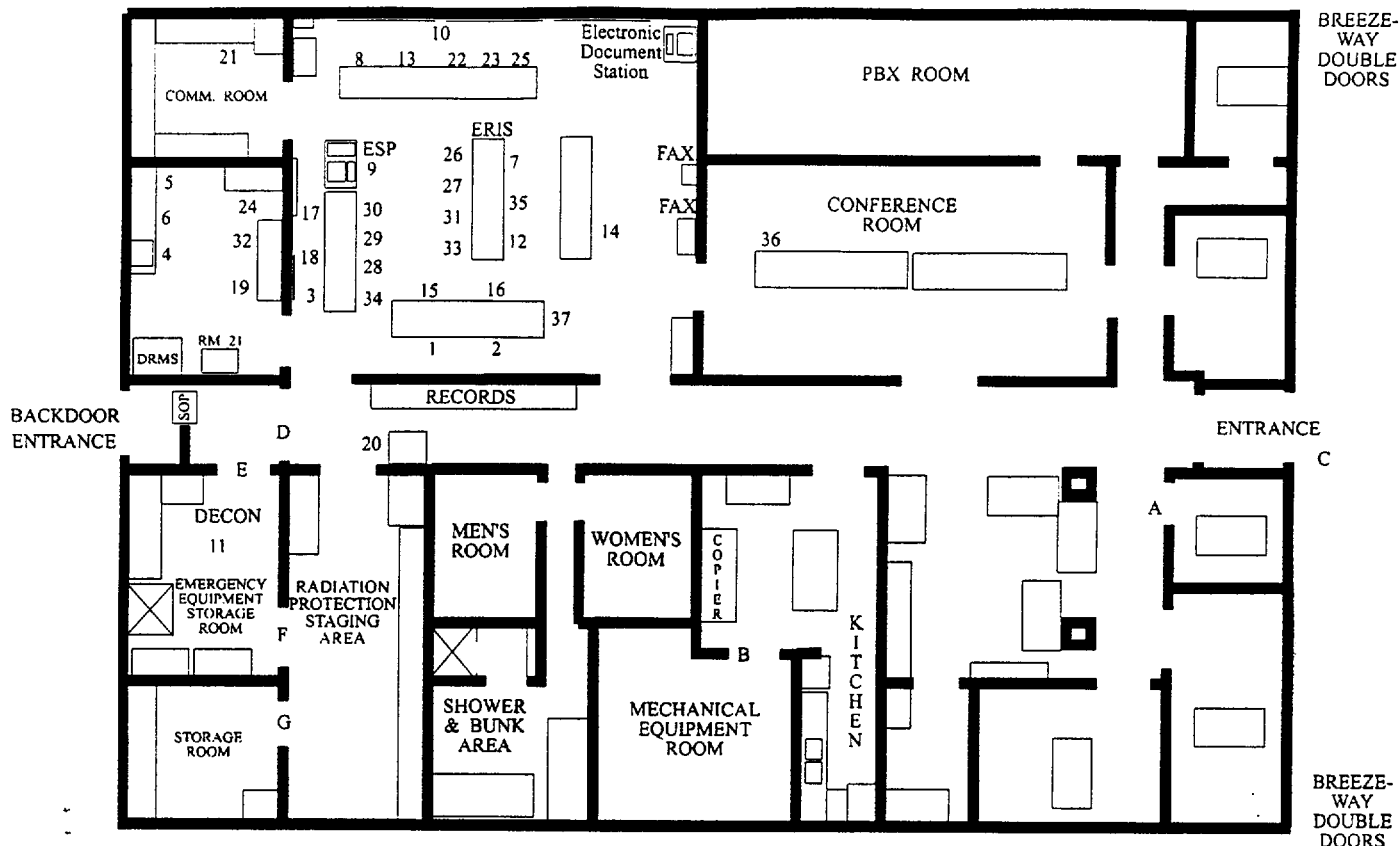 BREEZE-
WAY
DOUBLE
DOORS
10
Electronic
Document
Station
21
8 13 22 23 25
PBX ROOM
COMM. ROOM
ESP
9
ERIS
26
7
27
35
31
33
12
14
FAX
FAX
5
6
4
24
32
19
17
18
3
30
29
28
34
CONFERENCE
ROOM
36
15 16
37
1 2
DRMS
RM 21
RECORDS
BACKDOOR
ENTRANCE
SOP
D
E
20
ENTRANCE
C
A
DECON
11
EMERGENCY
EQUIPMENT
STORAGE
ROOM
F
RADIATION
PROTECTION
STAGING
AREA
MEN'S
ROOM
WOMEN'S
ROOM
COPIER
KITCHEN
B
G
STORAGE
ROOM
SHOWER
& BUNK
AREA
MECHANICAL
EQUIPMENT
ROOM
BREEZE-
WAY
DOUBLE
DOORS